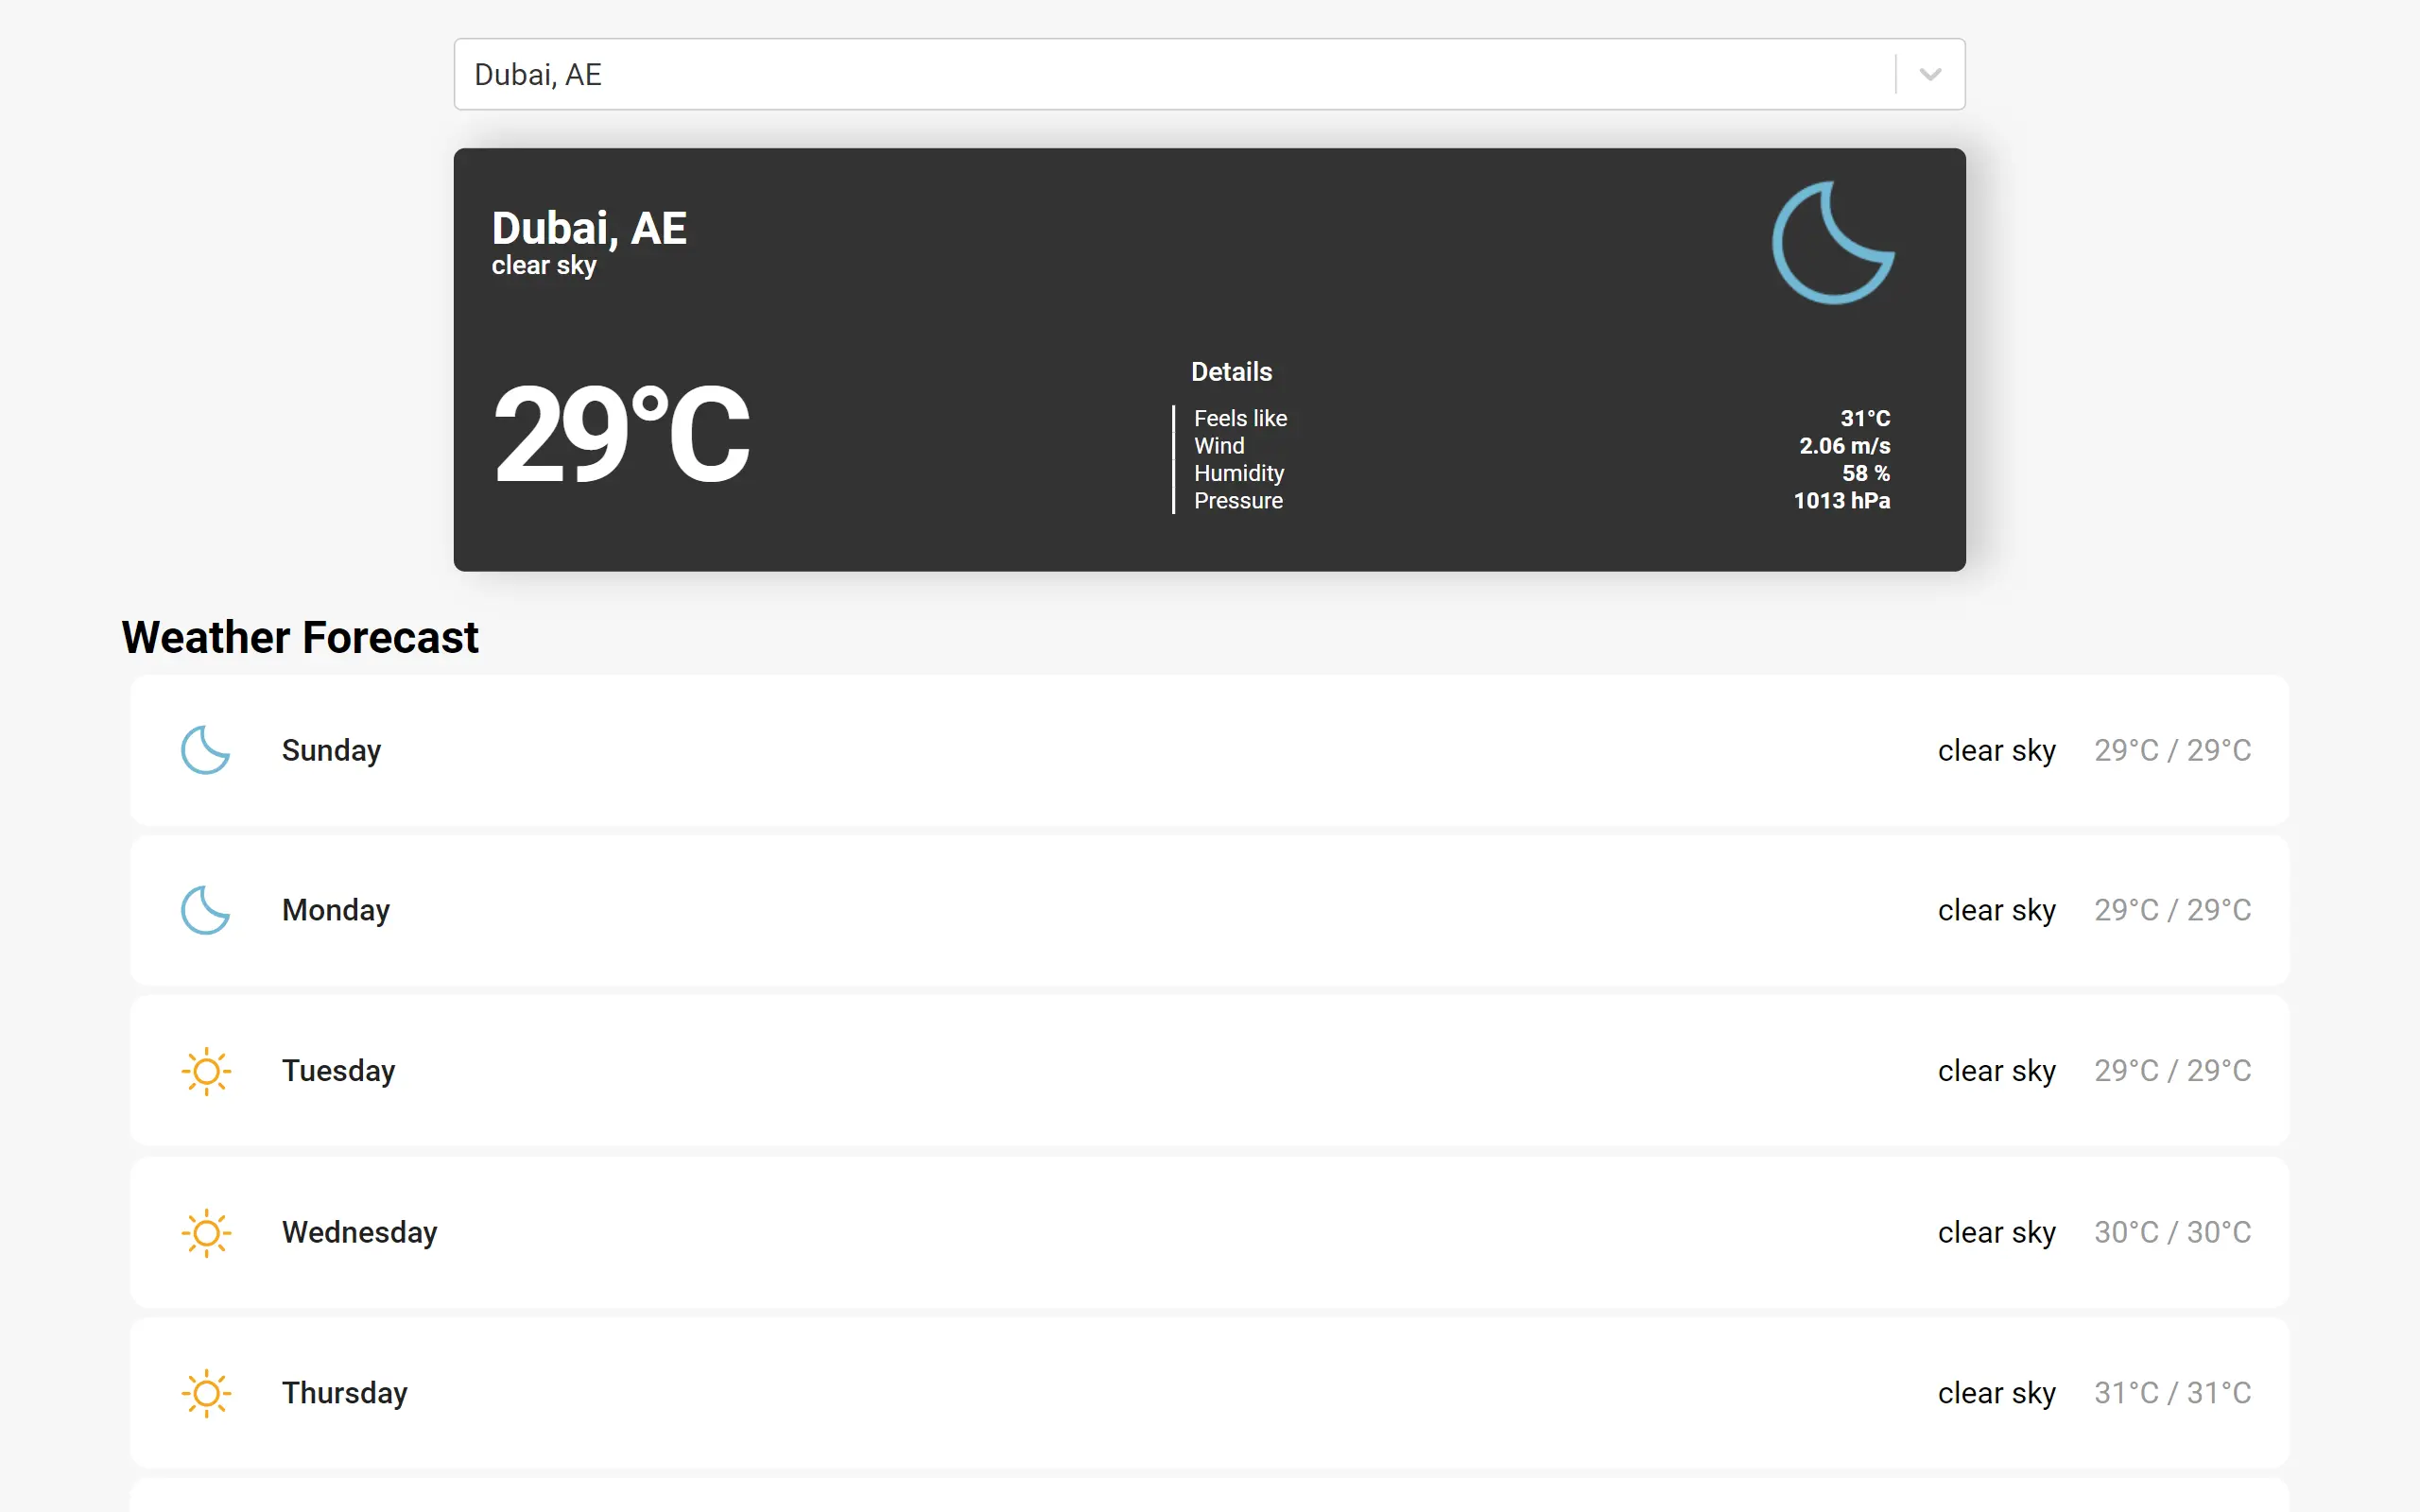 Dubai, AE
Dubai, AE
clear sky
29°C
Details
Feels like 31°C
Wind 2.06 m/s
Humidity 58 %
Pressure 1013 hPa
Weather Forecast
Sunday clear sky 29°C / 29°C
Monday clear sky 29°C / 29°C
Tuesday clear sky 29°C / 29°C
Wednesday clear sky 30°C / 30°C
Thursday clear sky 31°C / 31°C